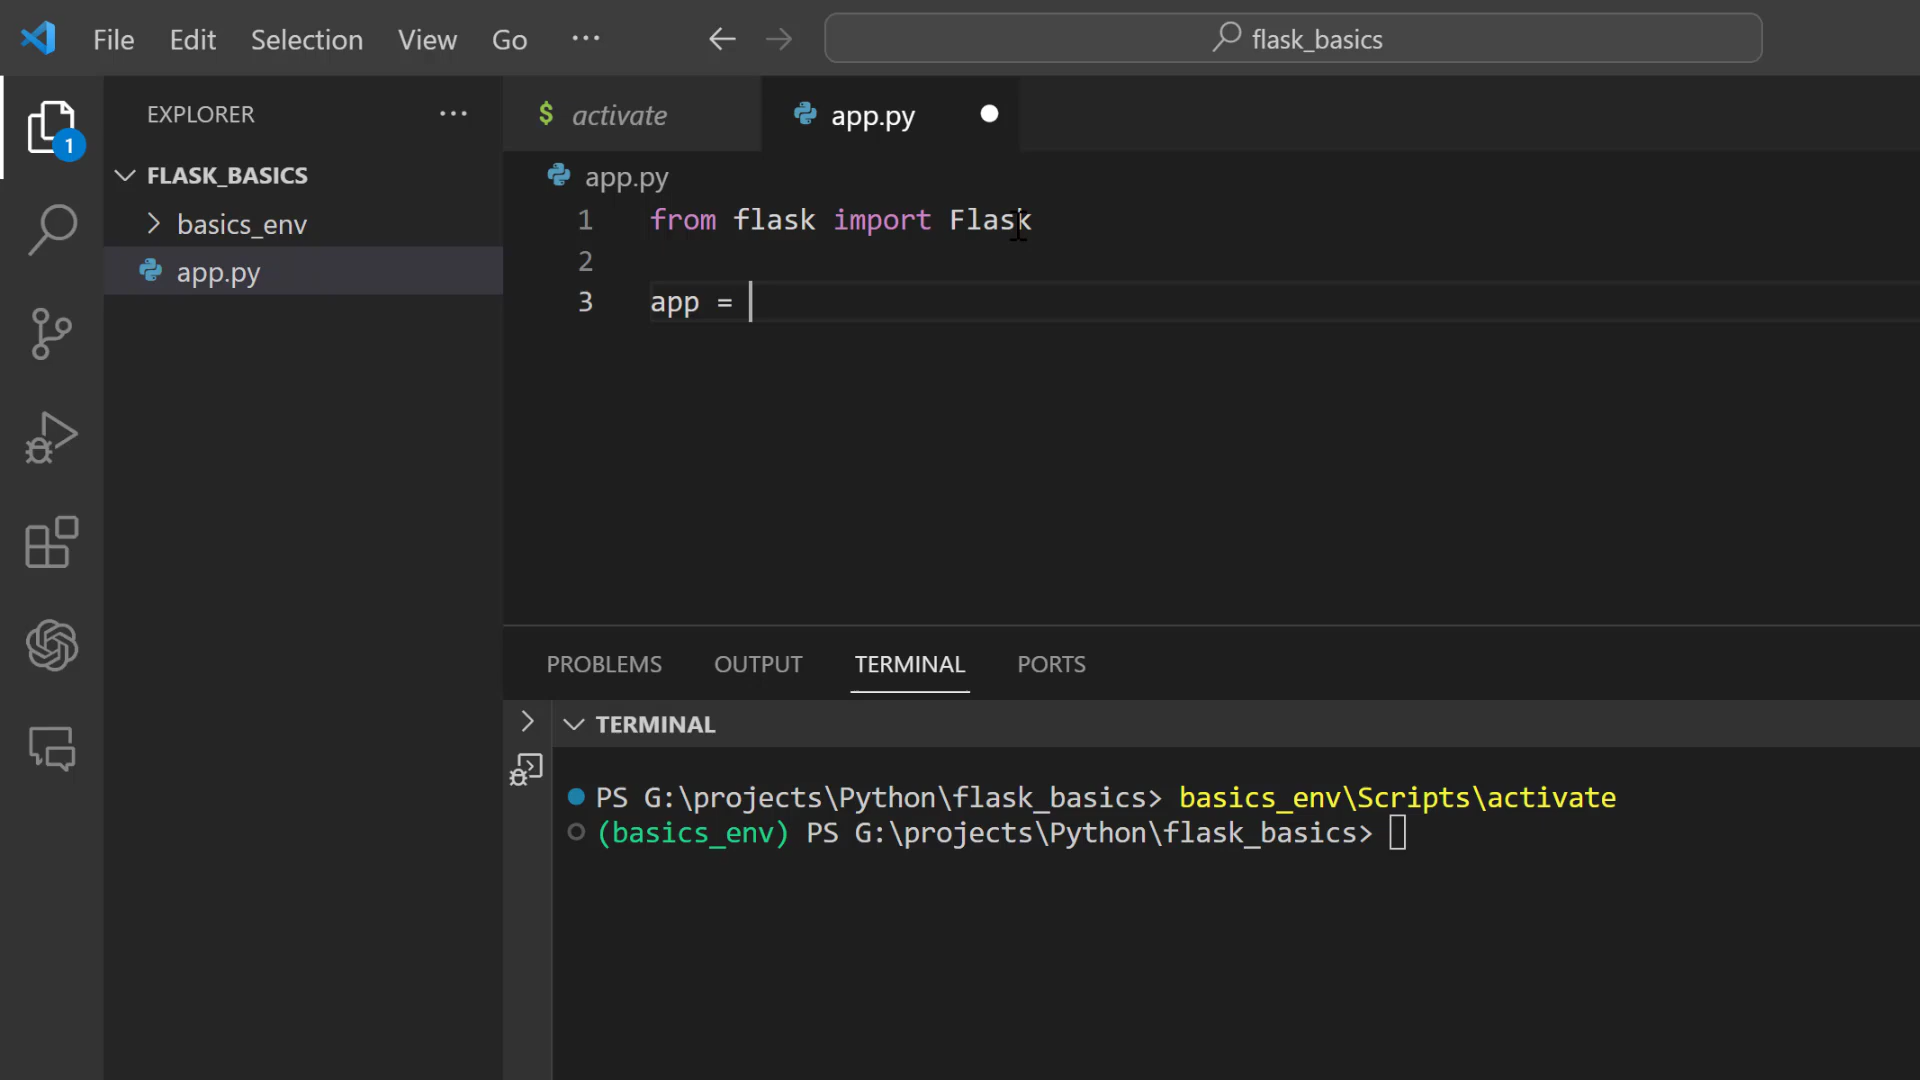 File Edit Selection View Go ··· flask_basics
EXPLORER ···
1
FLASK_BASICS
basics_env
app.py
$ activate
app.py
app.py
1 from flask import Flask
2
3 app =
PROBLEMS OUTPUT TERMINAL PORTS
TERMINAL
PS G:\projects\Python\flask_basics> basics_env\Scripts\activate
(basics_env) PS G:\projects\Python\flask_basics>